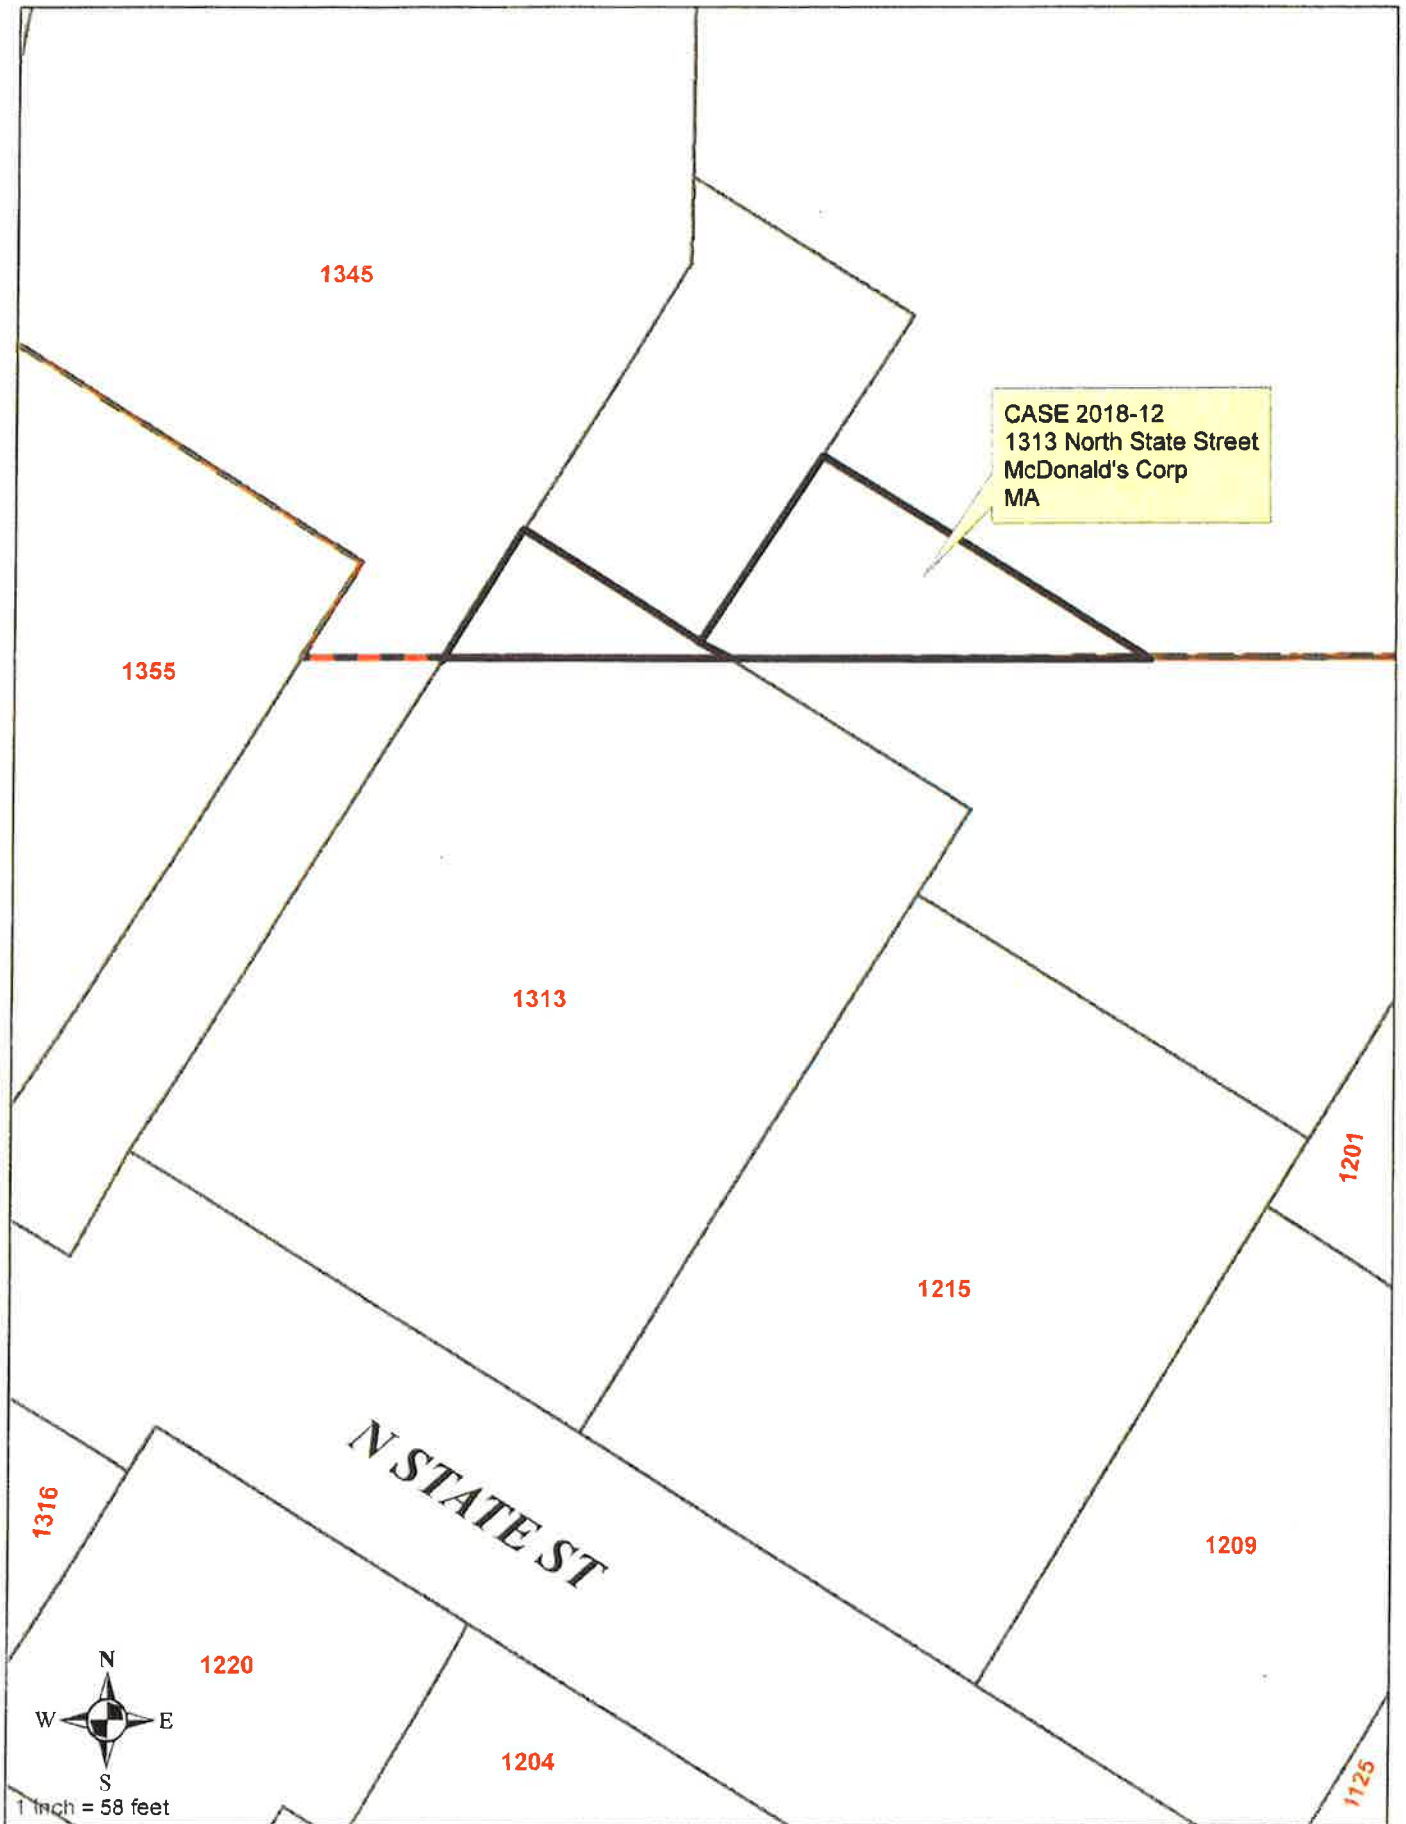 1345
CASE 2018-12
1313 North State Street
McDonald's Corp
MA
1355
1313
1201
1215
N STATE ST
1316
1209
1220
N
W E
S
1204
1125
1 inch = 58 feet